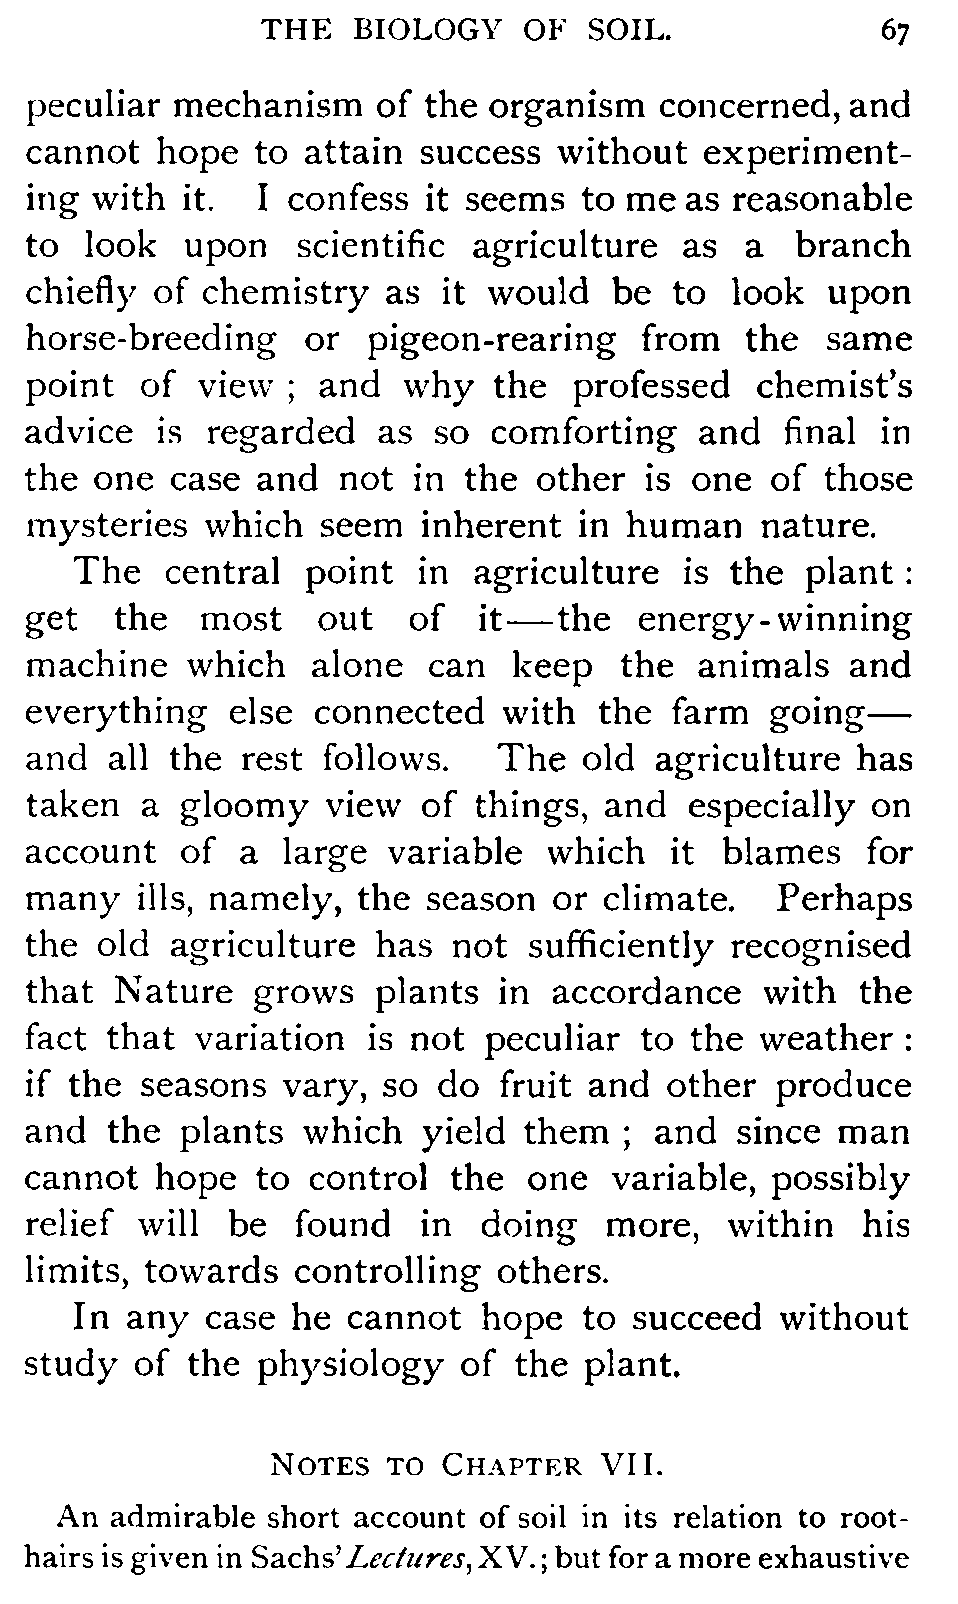 THE BIOLOGY OF SOIL. 67
peculiar mechanism of the organism concerned, and
cannot hope to attain success without experiment-
ing with it. I confess it seems to me as reasonable
to look upon scientific agriculture as a branch
chiefly of chemistry as it would be to look upon
horse-breeding or pigeon-rearing from the same
point of view ; and why the professed chemist's
advice is regarded as so comforting and final in
the one case and not in the other is one of those
mysteries which seem inherent in human nature.
The central point in agriculture is the plant :
get the most out of it—the energy-winning
machine which alone can keep the animals and
everything else connected with the farm going—
and all the rest follows. The old agriculture has
taken a gloomy view of things, and especially on
account of a large variable which it blames for
many ills, namely, the season or climate. Perhaps
the old agriculture has not sufficiently recognised
that Nature grows plants in accordance with the
fact that variation is not peculiar to the weather :
if the seasons vary, so do fruit and other produce
and the plants which yield them ; and since man
cannot hope to control the one variable, possibly
relief will be found in doing more, within his
limits, towards controlling others.
In any case he cannot hope to succeed without
study of the physiology of the plant.
NOTES TO CHAPTER VII.
An admirable short account of soil in its relation to root-
hairs is given in Sachs' Lectures, XV. ; but for a more exhaustive